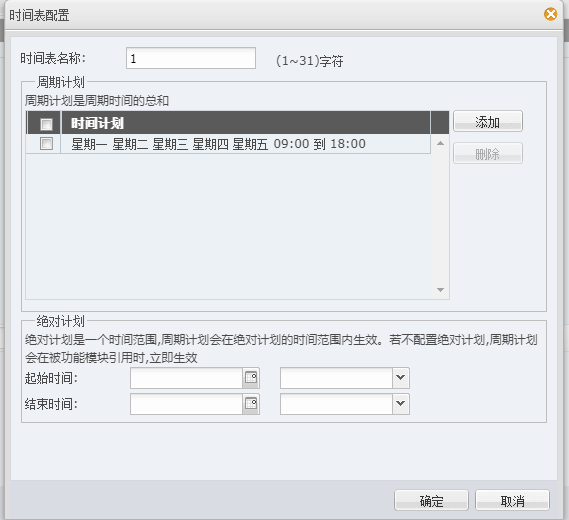 时间表配置
时间表名称: 1 (1~31)字符
周期计划
周期计划是周期时间的总和
时间计划
添加
星期一 星期二 星期三 星期四 星期五 09:00 到 18:00
删除
绝对计划
绝对计划是一个时间范围,周期计划会在绝对计划的时间范围内生效。若不配置绝对计划,周期计划
会在被功能模块引用时,立即生效
起始时间:
结束时间:
确定 取消